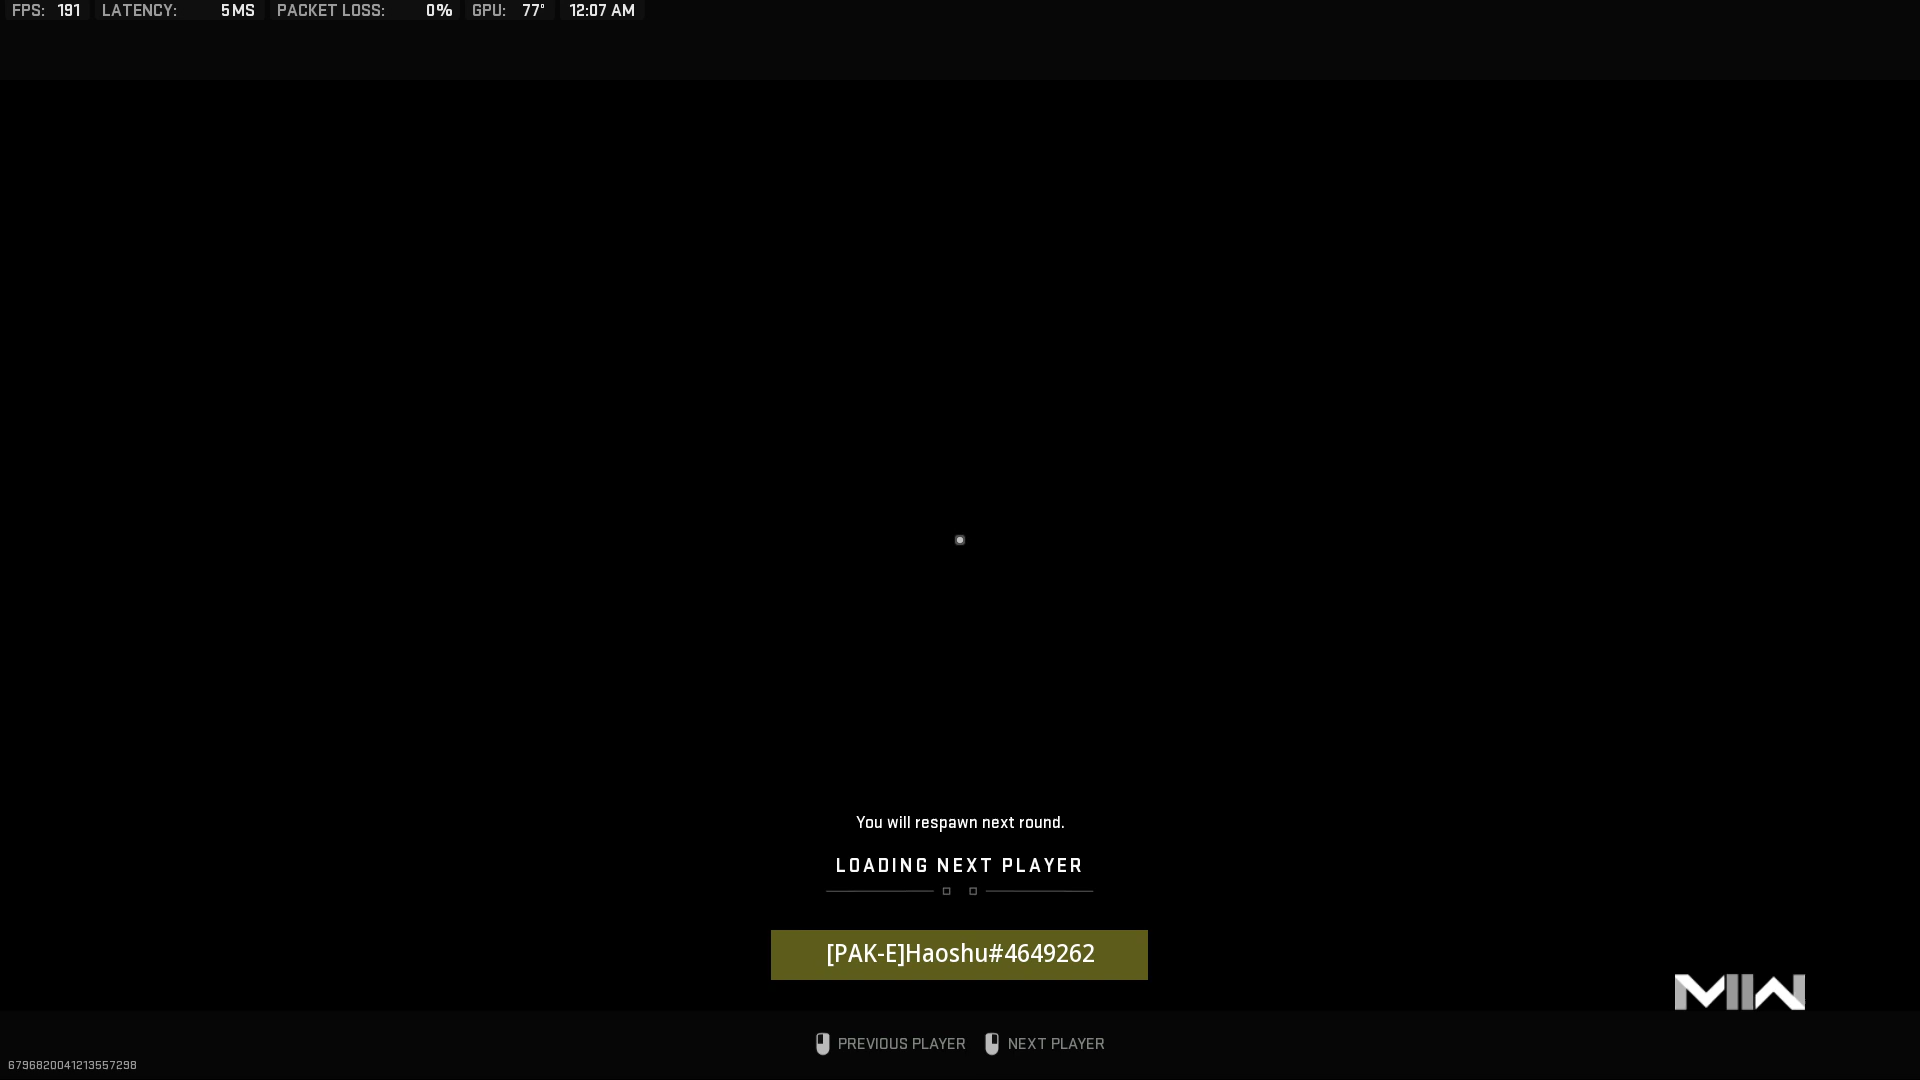 FPS: 191 LATENCY: 5 MS PACKET LOSS: 0% GPU: 77° 12:07 AM
You will respawn next round.
LOADING NEXT PLAYER
[PAK-E]Haoshu#4649262
MW
PREVIOUS PLAYER NEXT PLAYER
6796820041213557298